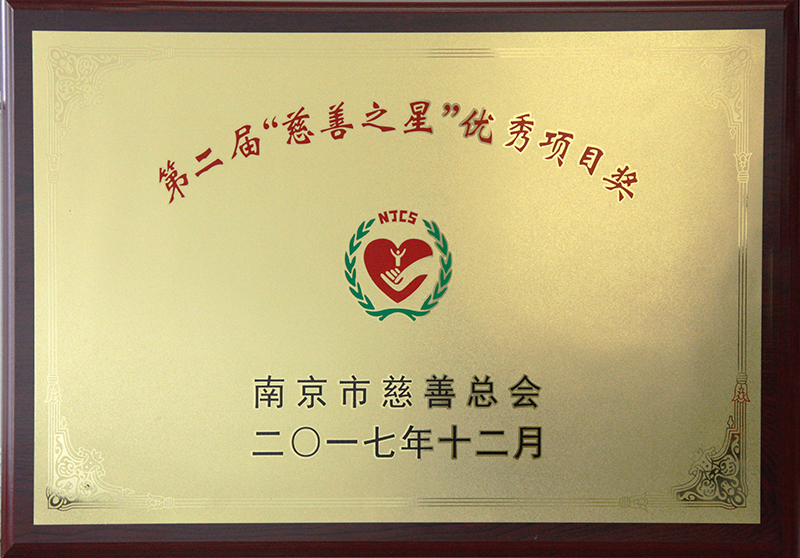 第二届“慈善之星”优秀项目奖
NJCS
南京市慈善总会
二〇一七年十二月